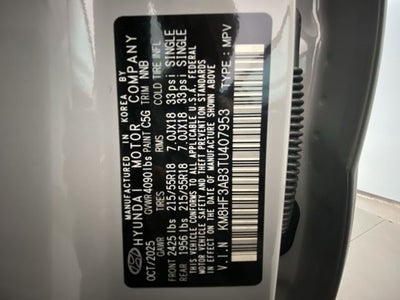 MANUFACTURED IN KOREA BY
HYUNDAI MOTOR COMPANY
OCT/2025 GVWR 4090lbs PAINT C5G TRIM NNB
GAWR TIRES RIMS COLD TIRE INFL
FRONT 2425lbs 215/55R18 7.0JX18 33psi SINGLE
REAR 1951lbs 215/55R18 7.0JX18 33psi SINGLE
THIS VEHICLE CONFORMS TO ALL APPLICABLE U.S.A. FEDERAL
MOTOR VEHICLE SAFETY AND THEFT PREVENTION STANDARDS
IN EFFECT ON THE DATE OF MANUFACTURE SHOWN ABOVE.
V.I.N KM8HF3AB3TU407953 TYPE: MPV